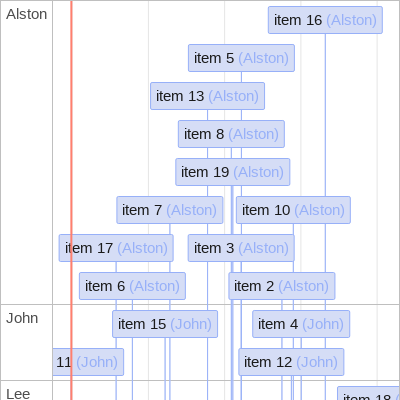 Alston
item 16 (Alston)
item 5 (Alston)
item 13 (Alston)
item 8 (Alston)
item 19 (Alston)
item 7 (Alston)
item 10 (Alston)
item 17 (Alston)
item 3 (Alston)
item 6 (Alston)
item 2 (Alston)
John
item 15 (John)
item 4 (John)
11 (John)
item 12 (John)
Lee
item 18